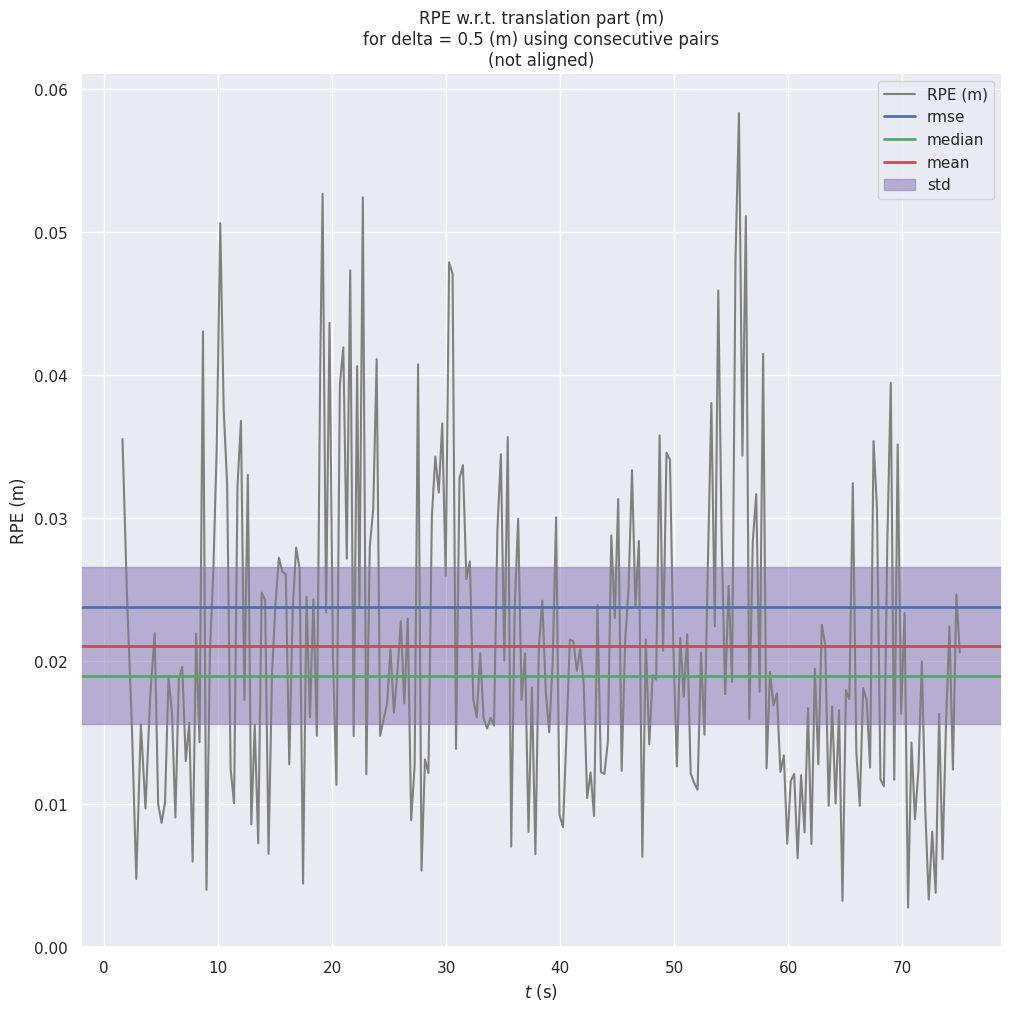 RPE w.r.t. translation part (m)
for delta = 0.5 (m) using consecutive pairs
(not aligned)
RPE (m)
rmse
median
mean
std
0.06
0.05
0.04
0.03
0.02
0.01
0.00
RPE (m)
0 10 20 30 40 50 60 70
t (s)